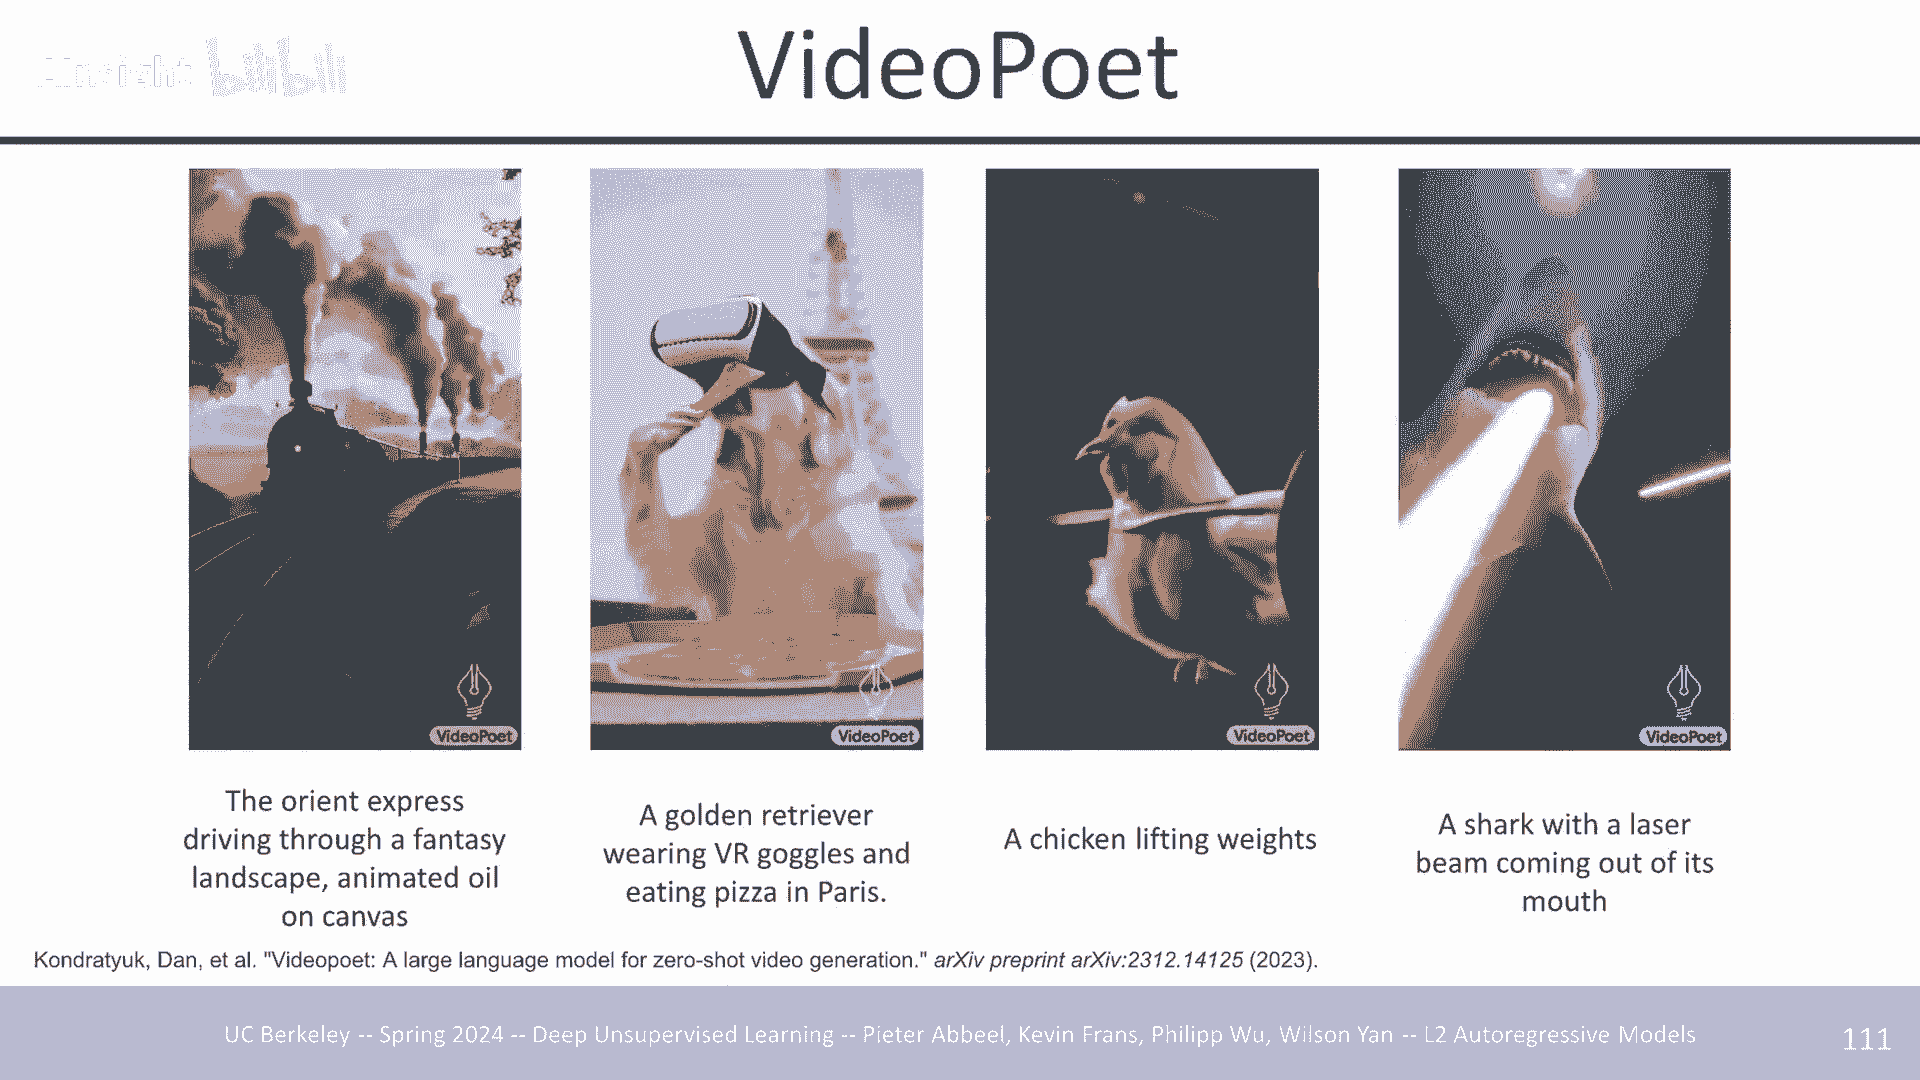 bilibili
VideoPoet
VideoPoet
VideoPoet
VideoPoet
VideoPoet
The orient express
driving through a fantasy
landscape, animated oil
on canvas
A golden retriever
wearing VR goggles and
eating pizza in Paris.
A chicken lifting weights
A shark with a laser
beam coming out of its
mouth
Kondratyuk, Dan, et al. "Videopoet: A large language model for zero-shot video generation." arXiv preprint arXiv:2312.14125 (2023).
UC Berkeley -- Spring 2024 -- Deep Unsupervised Learning -- Pieter Abbeel, Kevin Frans, Philipp Wu, Wilson Yan -- L2 Autoregressive Models
111